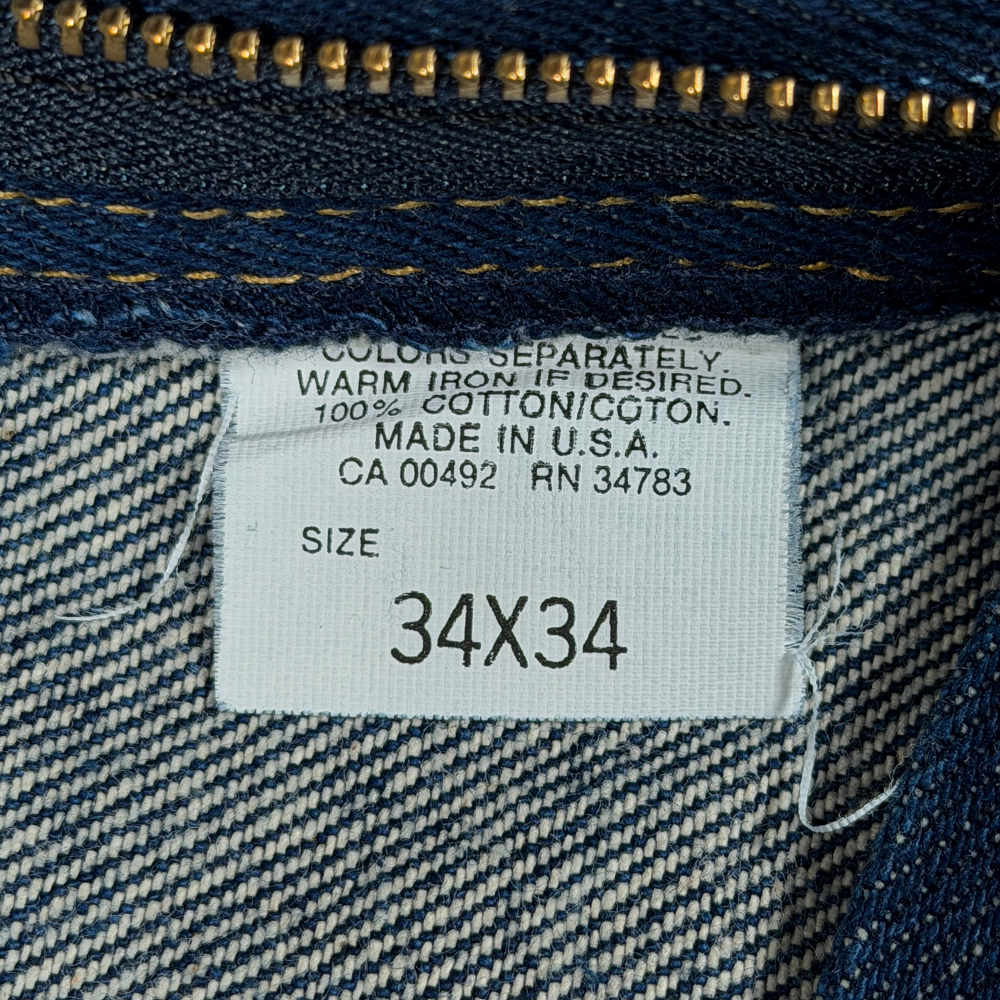 COLORS SEPARATELY.
WARM IRON IF DESIRED.
100% COTTON/COTON.
MADE IN U.S.A.
CA 00492 RN 34783
SIZE
34X34